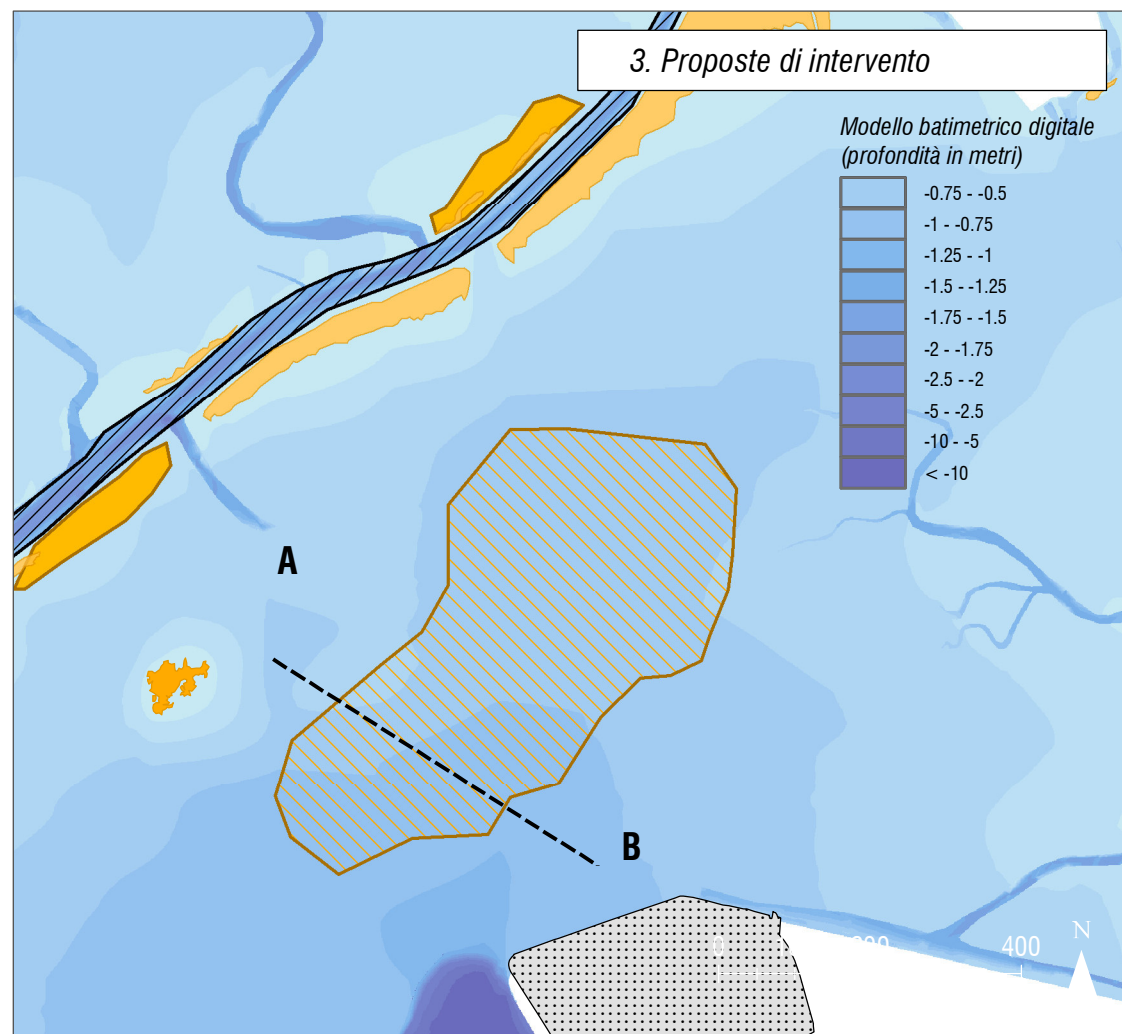 3. Proposte di intervento
Modello batimetrico digitale
(profondità in metri)
-0.75 - -0.5
-1 - -0.75
-1.25 - -1
-1.5 - -1.25
-1.75 - -1.5
-2 - -1.75
-2.5 - -2
-5 - -2.5
-10 - -5
< -10
A
B
0
400
N